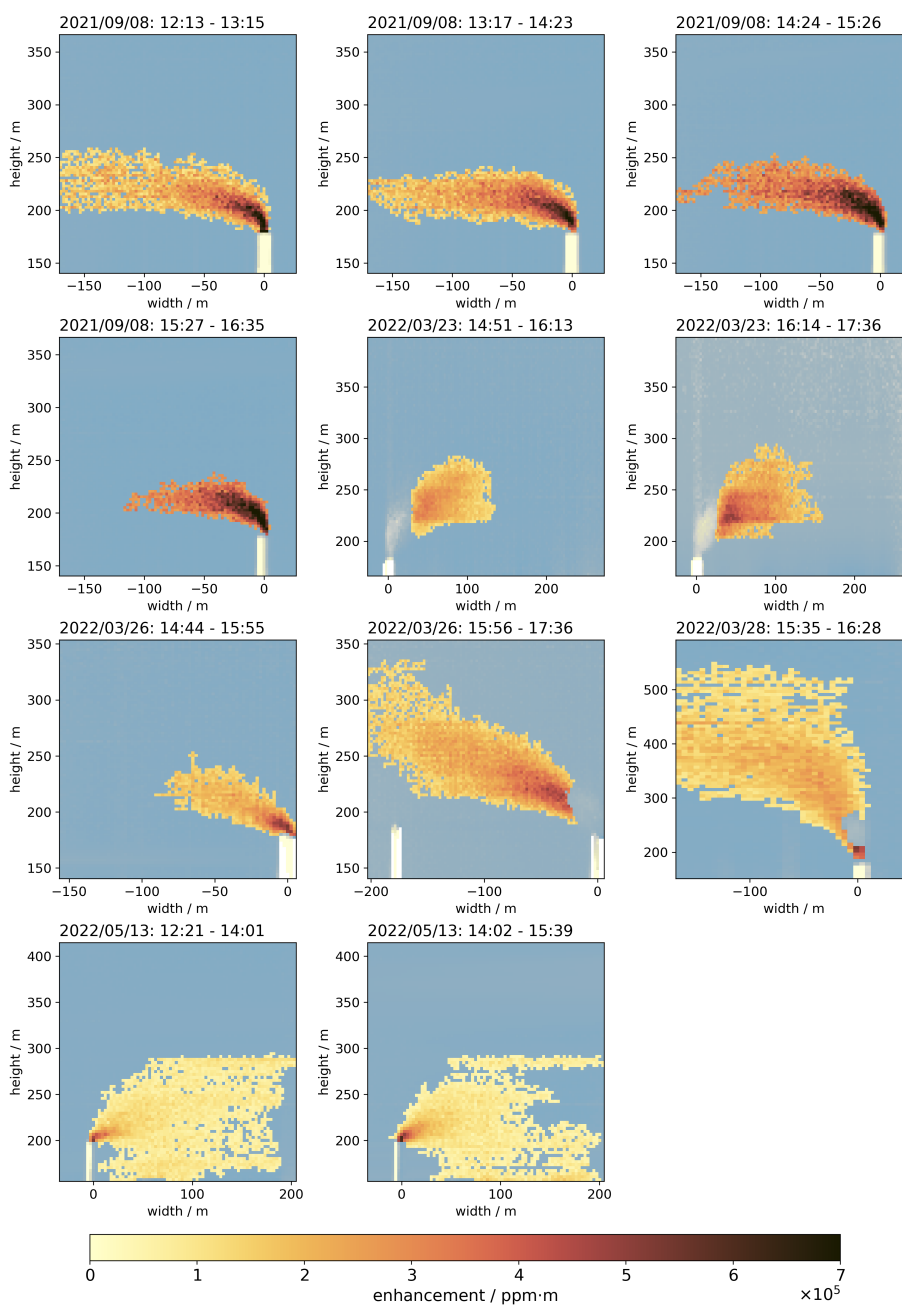 2021/09/08: 12:13 - 13:15
2021/09/08: 13:17 - 14:23
2021/09/08: 14:24 - 15:26
height / m
350
300
250
200
150
−150
−100
−50
0
width / m
height / m
350
300
250
200
150
−150
−100
−50
0
width / m
height / m
350
300
250
200
150
−150
−100
−50
0
width / m
2021/09/08: 15:27 - 16:35
2022/03/23: 14:51 - 16:13
2022/03/23: 16:14 - 17:36
height / m
350
300
250
200
150
−150
−100
−50
0
width / m
height / m
350
300
250
200
0
100
200
width / m
height / m
350
300
250
200
0
100
200
width / m
2022/03/26: 14:44 - 15:55
2022/03/26: 15:56 - 17:36
2022/03/28: 15:35 - 16:28
height / m
350
300
250
200
150
−150
−100
−50
0
width / m
height / m
350
300
250
200
150
−200
−100
0
width / m
height / m
500
400
300
200
−100
0
width / m
2022/05/13: 12:21 - 14:01
2022/05/13: 14:02 - 15:39
height / m
400
350
300
250
200
0
100
200
width / m
height / m
400
350
300
250
200
0
100
200
width / m
0 1 2 3 4 5 6 7
enhancement / ppm·m
×10⁵